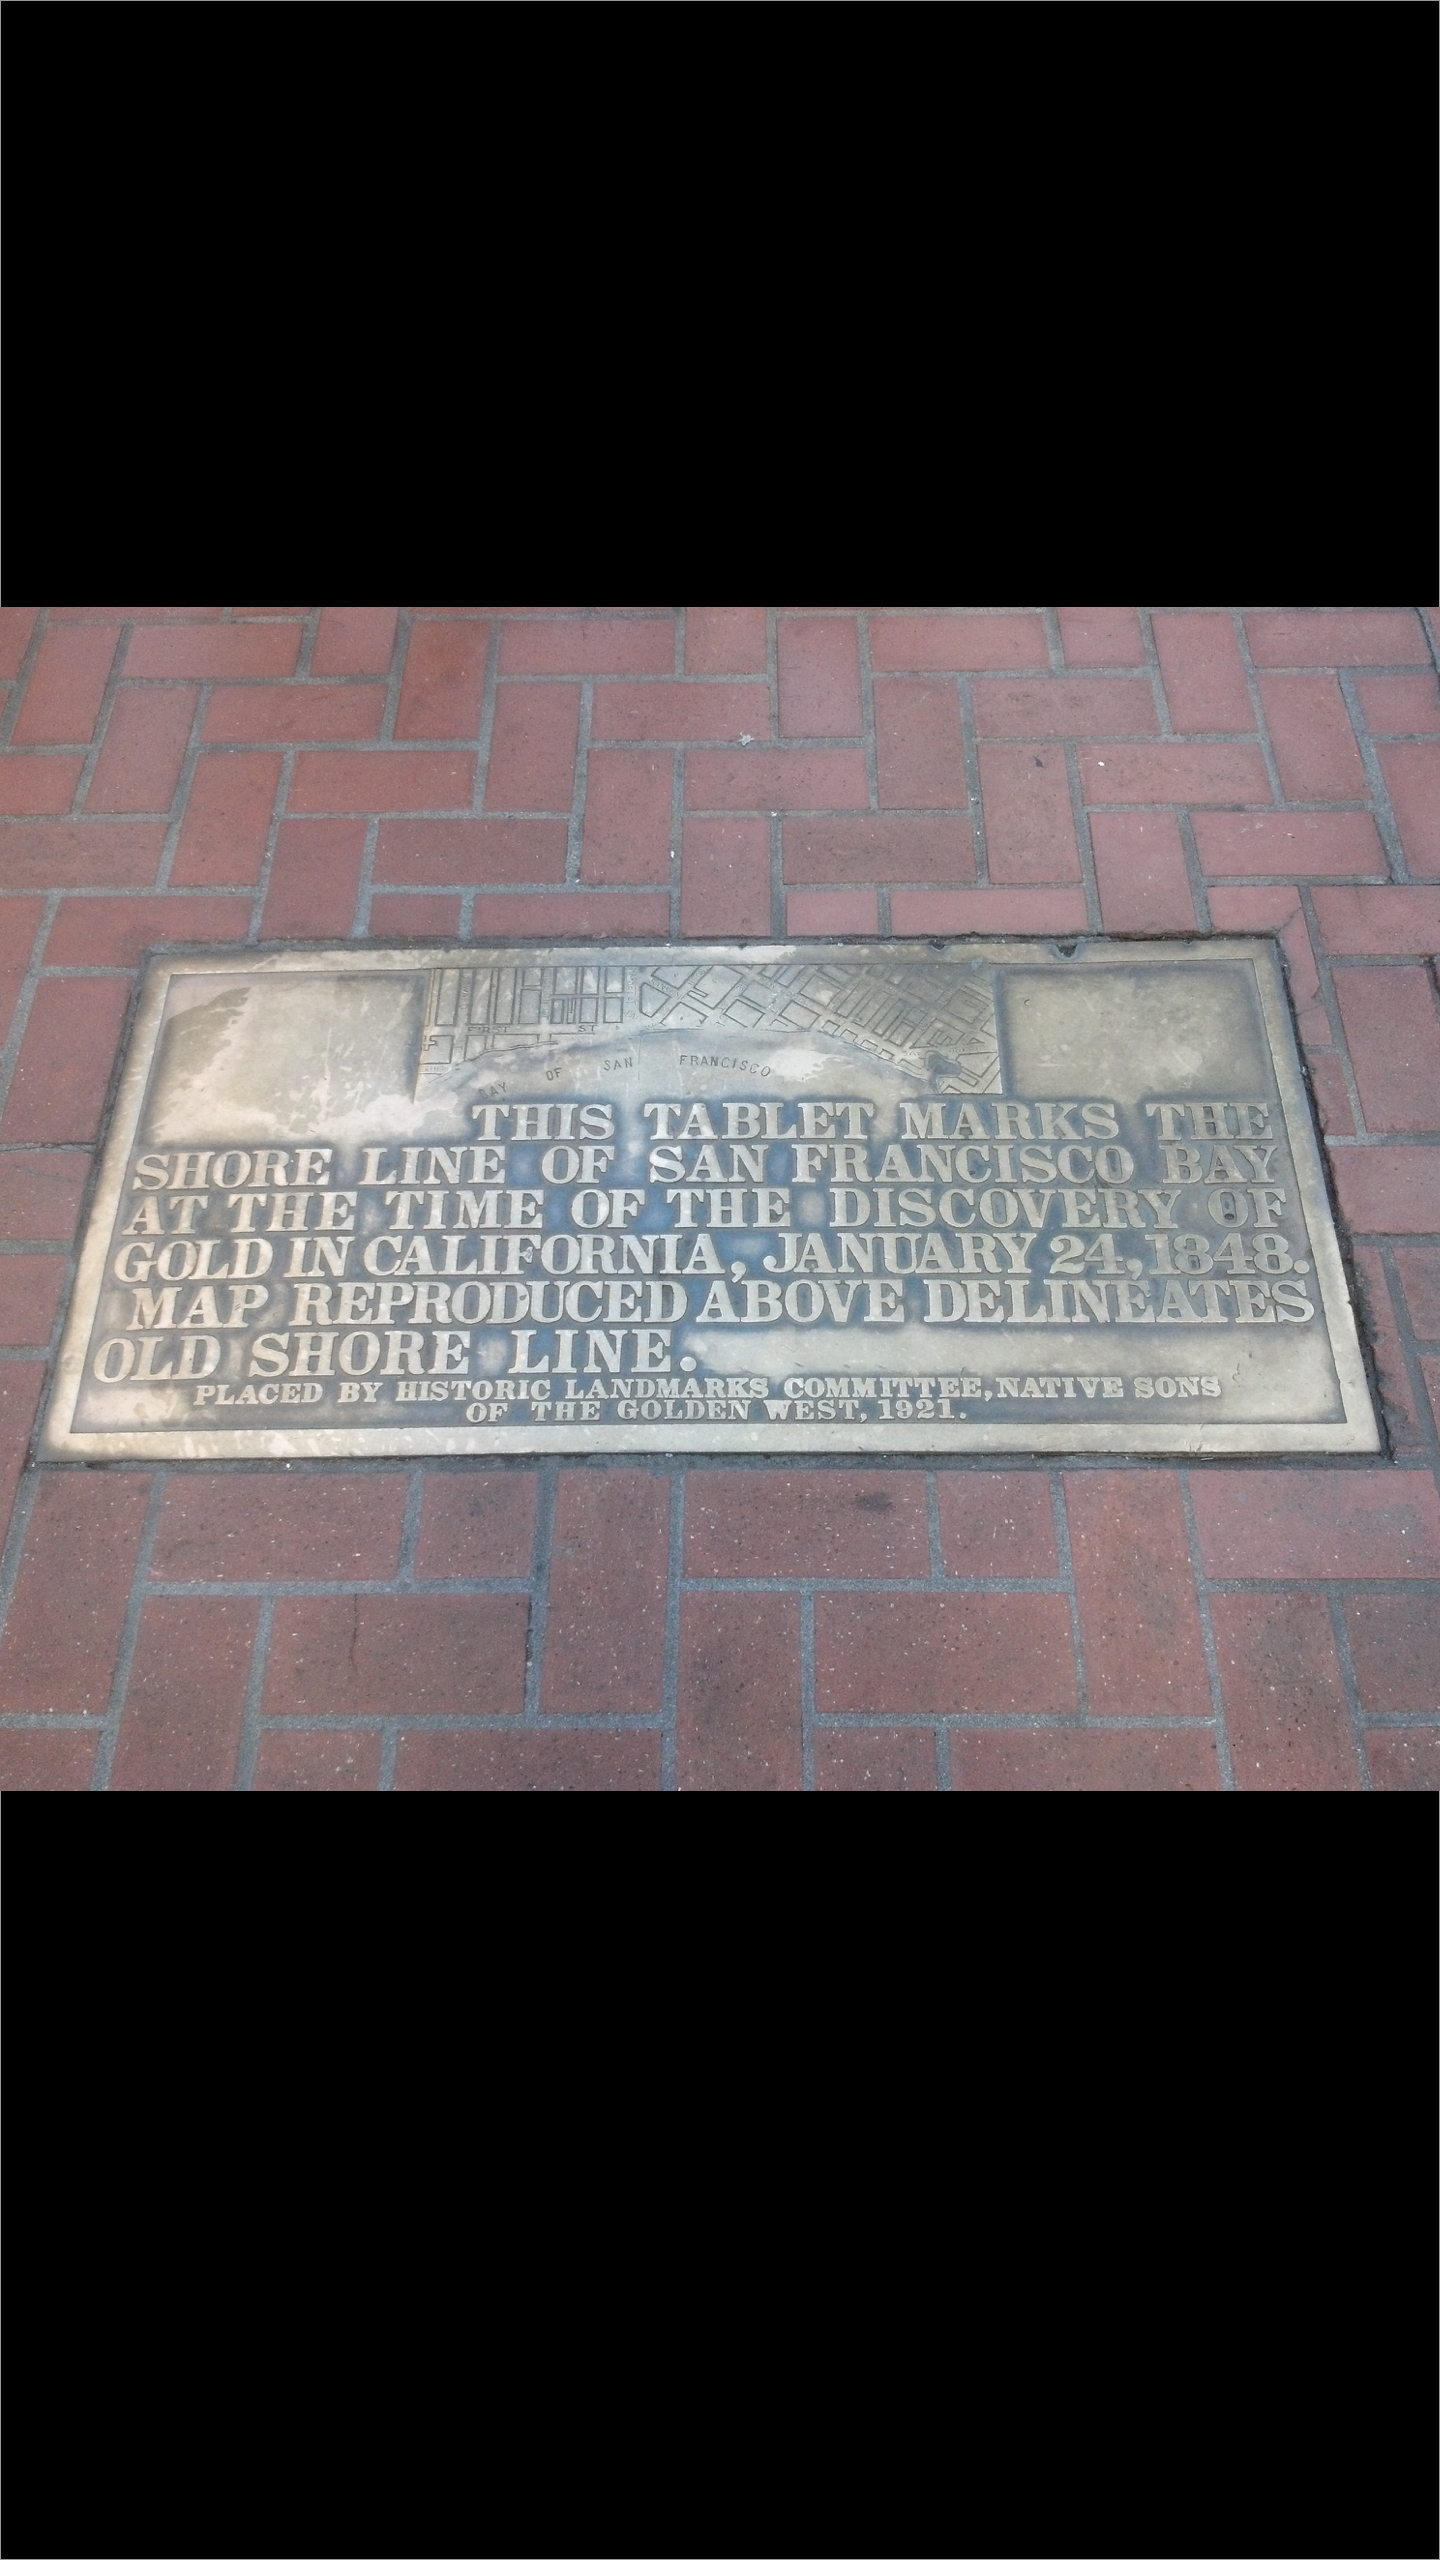 FIRST ST
BAY OF SAN FRANCISCO
THIS TABLET MARKS THE
SHORE LINE OF SAN FRANCISCO BAY
AT THE TIME OF THE DISCOVERY OF
GOLD IN CALIFORNIA, JANUARY 24, 1848.
MAP REPRODUCED ABOVE DELINEATES
OLD SHORE LINE.
PLACED BY HISTORIC LANDMARKS COMMITTEE, NATIVE SONS
OF THE GOLDEN WEST, 1921.